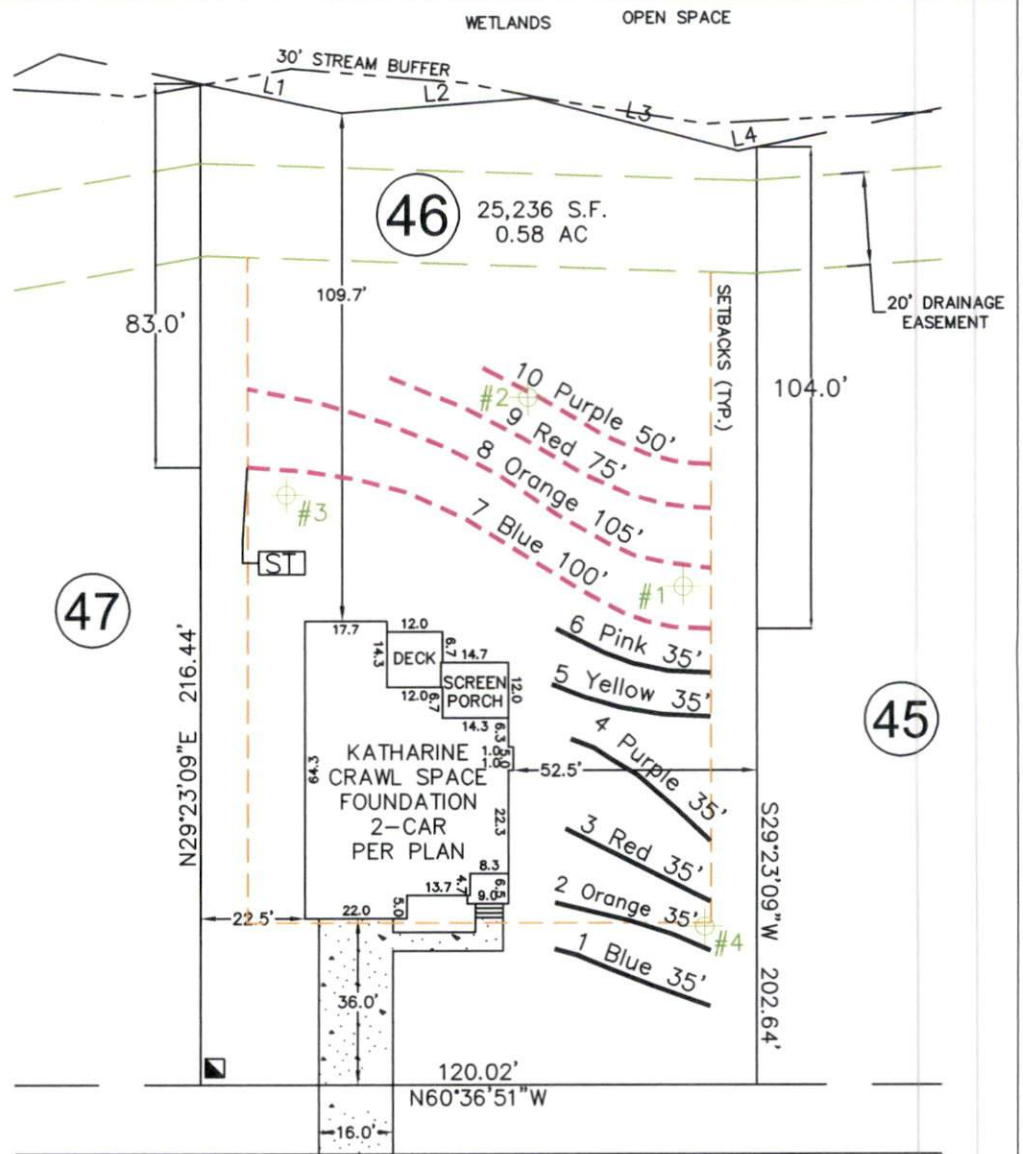 WETLANDS
OPEN SPACE
30' STREAM BUFFER
L1
L2
L3
L4
46
25,236 S.F.
0.58 AC
109.7'
83.0'
SETBACKS (TYP.)
20' DRAINAGE
EASEMENT
104.0'
10 Purple 50'
#2
9 Red 75'
8 Orange 105'
7 Blue 100'
#3
#1
ST
47
N29°23'09"E 216.44'
17.7
12.0
14.3
DECK
6.7
14.7
SCREEN
PORCH
12.0
12.0
6.7
14.3
6.3
1.0
5.0
1.0
6 Pink 35'
5 Yellow 35'
4 Purple 35'
3 Red 35'
2 Orange 35'
1 Blue 35'
45
52.5'
64.3
KATHARINE
CRAWL SPACE
FOUNDATION
2-CAR
PER PLAN
22.3
8.3
4.7
6.5
13.7
9.0
5.0
22.0
22.5'
#4
S29°23'09"W 202.64'
36.0'
120.02'
N60°36'51"W
16.0'